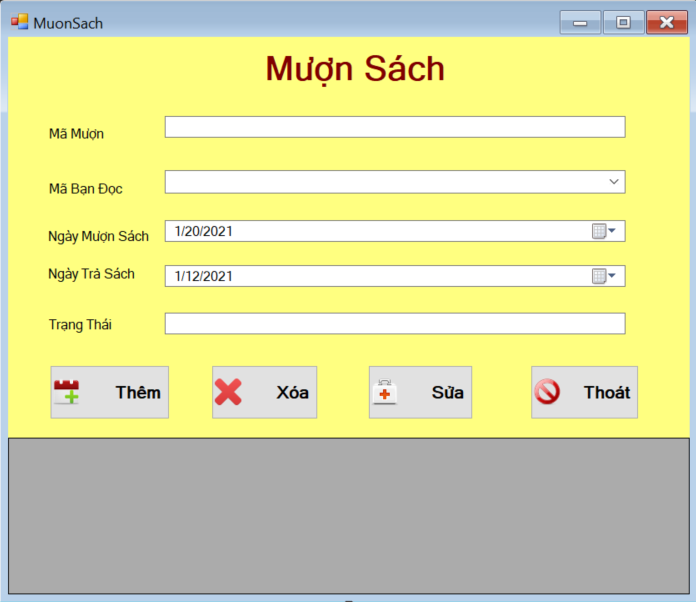 MuonSach
Mượn Sách
Mã Mượn
Mã Bạn Đọc
Ngày Mượn Sách 1/20/2021
Ngày Trả Sách 1/12/2021
Trạng Thái
Thêm Xóa Sửa Thoát